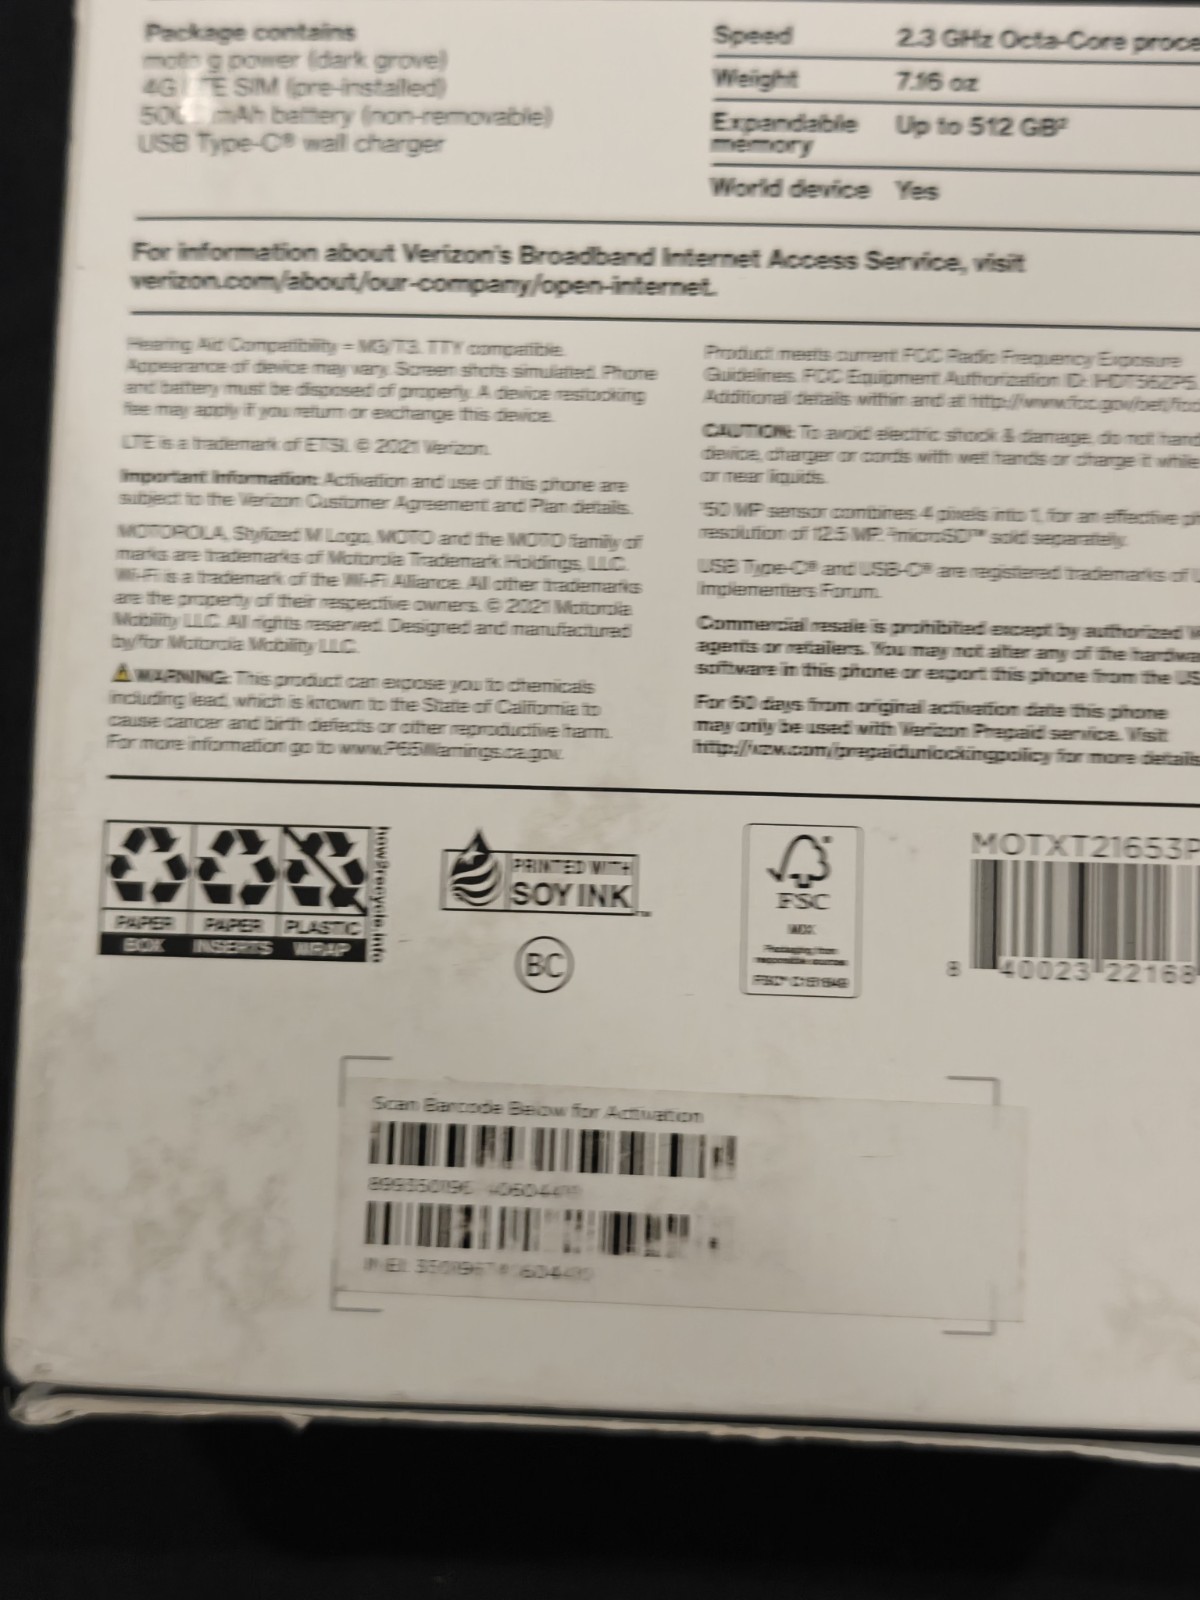 Package contains
moto g power (dark grove)
4G LTE SIM (pre-installed)
mAh battery (non-removable)
USB Type-C® wall charger
Speed 2.3 GHz Octa-Core
Weight 7.16 oz
Expandable memory Up to 512 GB²
World device Yes
For information about Verizon's Broadband Internet Access Service, visit
verizon.com/about/our-company/open-internet.
Hearing Aid Compatibility = M3/T3. TTY compatible.
Appearance of device may vary. Screen shots simulated. Phone
and battery must be disposed of properly. A device restocking
fee may apply if you return or exchange this device.
LTE is a trademark of ETSI. © 2021 Verizon.
Important Information: Activation and use of this phone are
subject to the Verizon Customer Agreement and Plan details.
MOTOROLA, Stylized M Logo, MOTO and the MOTO family of
marks are trademarks of Motorola Trademark Holdings, LLC.
Wi-Fi is a trademark of the Wi-Fi Alliance. All other trademarks
are the property of their respective owners. © 2021 Motorola
Mobility LLC. All rights reserved. Designed and manufactured
by/for Motorola Mobility LLC.
WARNING: This product can expose you to chemicals
including lead, which is known to the State of California to
cause cancer and birth defects or other reproductive harm.
For more information go to www.P65Warnings.ca.gov.
Product meets current FCC Radio Frequency Exposure
Guidelines. FCC Equipment Authorization ID:
Additional details within and at
CAUTION: To avoid electric shock & damage, do not
device, charger or cords with wet hands or charge it while
or near liquids.
¹50 MP sensor combines 4 pixels into 1, for an effective
resolution of 12.5 MP. ²microSD™ sold separately.
USB Type-C® and USB-C® are registered trademarks of
Implementers Forum.
Commercial resale is prohibited except by authorized
agents or retailers. You may not alter any of the
software in this phone or export this phone from the
For 60 days from original activation date this phone
may only be used with Verizon Prepaid service. Visit
http://vzw.com/prepaidunlockingpolicy for more details
PAPER PAPER PLASTIC
BOX INSERTS WRAP
how2recycle.info
PRINTED WITH
SOY INK™
BC
FSC
MIX
Packaging from
responsible sources
MOTXT21653P
8 40023 22168
Scan Barcode Below for Activation
IMEI: